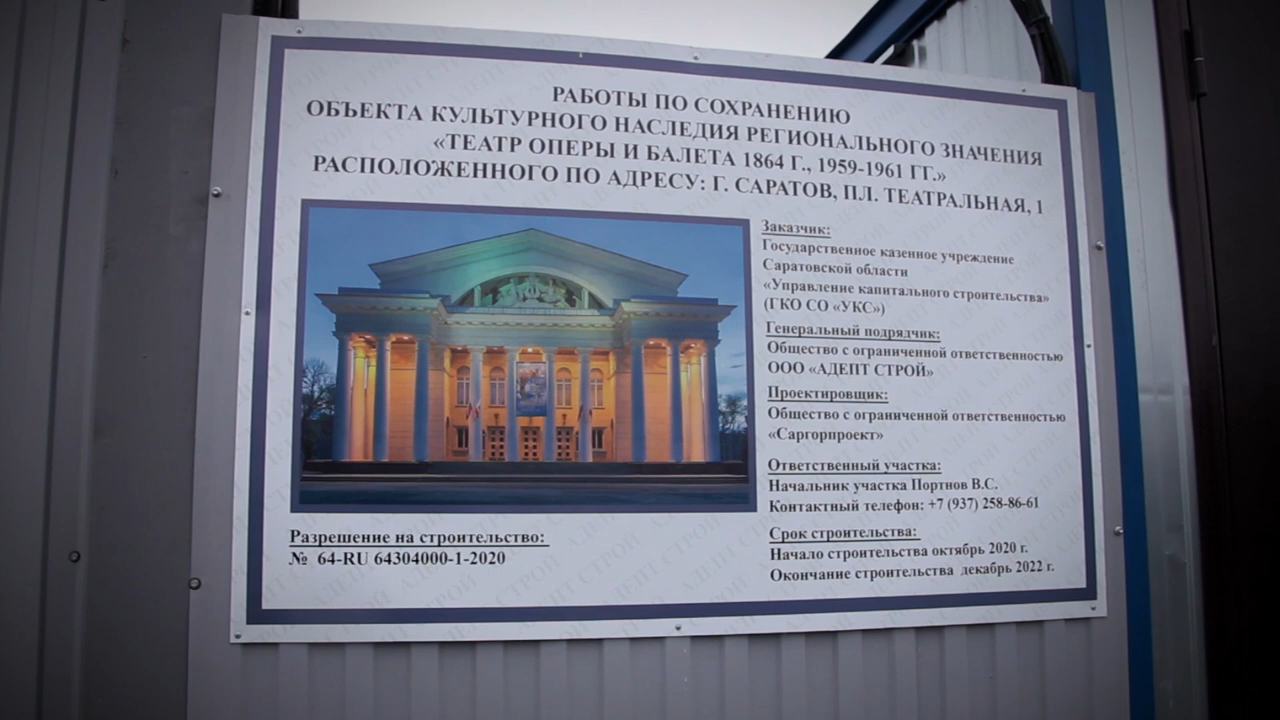 РАБОТЫ ПО СОХРАНЕНИЮ
ОБЪЕКТА КУЛЬТУРНОГО НАСЛЕДИЯ РЕГИОНАЛЬНОГО ЗНАЧЕНИЯ
«ТЕАТР ОПЕРЫ И БАЛЕТА 1864 Г., 1959-1961 ГГ.»
РАСПОЛОЖЕННОГО ПО АДРЕСУ: Г. САРАТОВ, ПЛ. ТЕАТРАЛЬНАЯ, 1
Заказчик:
Государственное казенное учреждение
Саратовской области
«Управление капитального строительства»
(ГКО СО «УКС»)
Генеральный подрядчик:
Общество с ограниченной ответственностью
ООО «АДЕПТ СТРОЙ»
Проектировщик:
Общество с ограниченной ответственностью
«Саргорпроект»
Ответственный участка:
Начальник участка Портнов В.С.
Контактный телефон: +7 (937) 258-86-61
Срок строительства:
Начало строительства октябрь 2020 г.
Окончание строительства декабрь 2022 г.
Разрешение на строительство:
№ 64-RU 64304000-1-2020